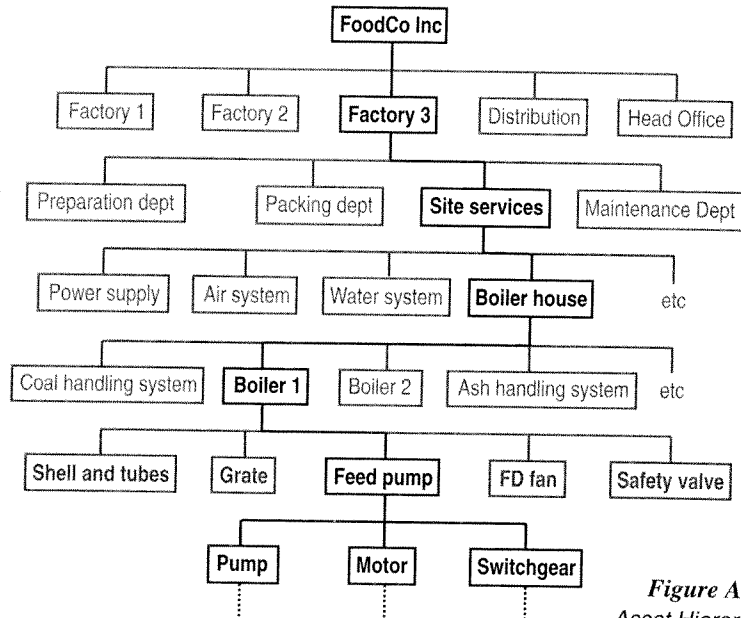 FoodCo Inc
Factory 1 Factory 2 Factory 3 Distribution Head Office
Preparation dept Packing dept Site services Maintenance Dept
Power supply Air system Water system Boiler house etc
Coal handling system Boiler 1 Boiler 2 Ash handling system etc
Shell and tubes Grate Feed pump FD fan Safety valve
Pump Motor Switchgear
Figure A
Asset